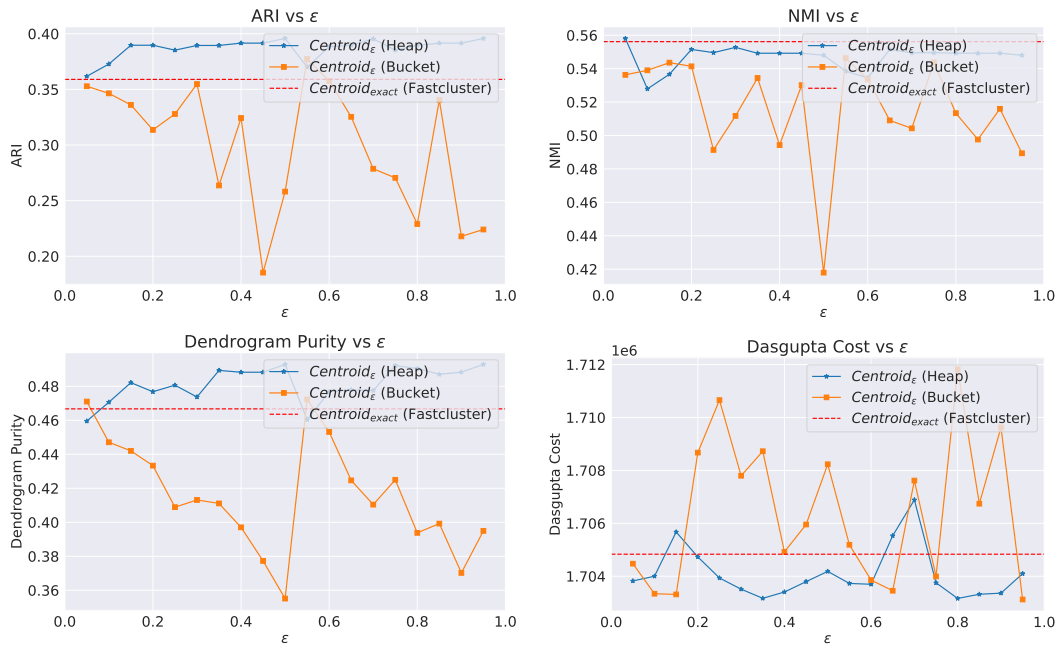 ARI vs ε
0.40
0.35
0.30
0.25
0.20
ARI
0.0 0.2 0.4 0.6 0.8 1.0
ε
Centroidε (Heap)
Centroidε (Bucket)
Centroidexact (Fastcluster)
NMI vs ε
0.56
0.54
0.52
0.50
0.48
0.46
0.44
0.42
NMI
0.0 0.2 0.4 0.6 0.8 1.0
ε
Centroidε (Heap)
Centroidε (Bucket)
Centroidexact (Fastcluster)
Dendrogram Purity vs ε
0.48
0.46
0.44
0.42
0.40
0.38
0.36
Dendrogram Purity
0.0 0.2 0.4 0.6 0.8 1.0
ε
Centroidε (Heap)
Centroidε (Bucket)
Centroidexact (Fastcluster)
Dasgupta Cost vs ε
1e6
1.712
1.710
1.708
1.706
1.704
Dasgupta Cost
0.0 0.2 0.4 0.6 0.8 1.0
ε
Centroidε (Heap)
Centroidε (Bucket)
Centroidexact (Fastcluster)